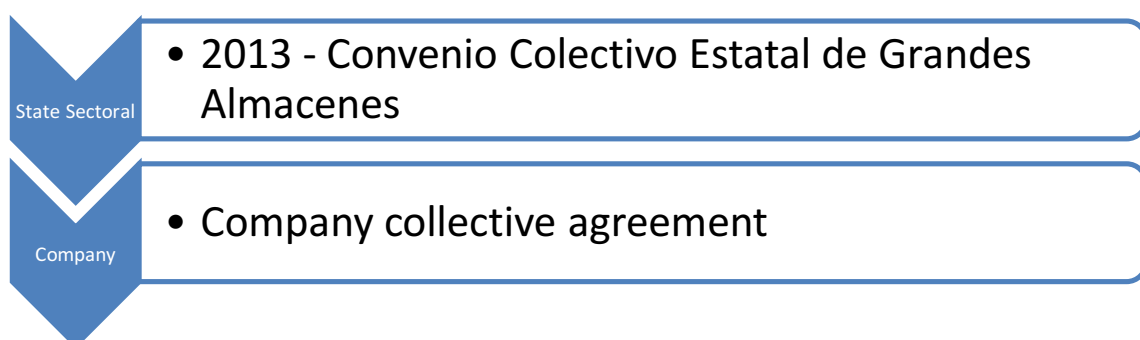 State Sectoral
• 2013 - Convenio Colectivo Estatal de Grandes
Almacenes
Company
• Company collective agreement